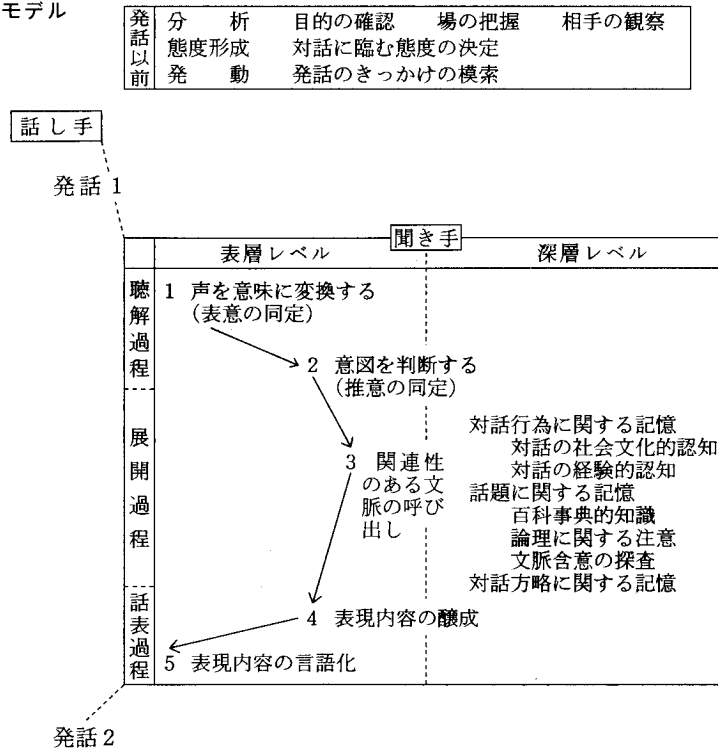 モデル
発話以前
分析 目的の確認 場の把握 相手の観察
態度形成 対話に臨む態度の決定
発動 発話のきっかけの模索
話し手
発話1
聞き手
表層レベル 深層レベル
聴解過程
1 声を意味に変換する
(表意の同定)
2 意図を判断する
(推意の同定)
展開過程
3 関連性
のある文
脈の呼び
出し
対話行為に関する記憶
対話の社会文化的認知
対話の経験的認知
話題に関する記憶
百科事典的知識
論理に関する注意
文脈含意の探査
対話方略に関する記憶
話表過程
4 表現内容の醸成
5 表現内容の言語化
発話2